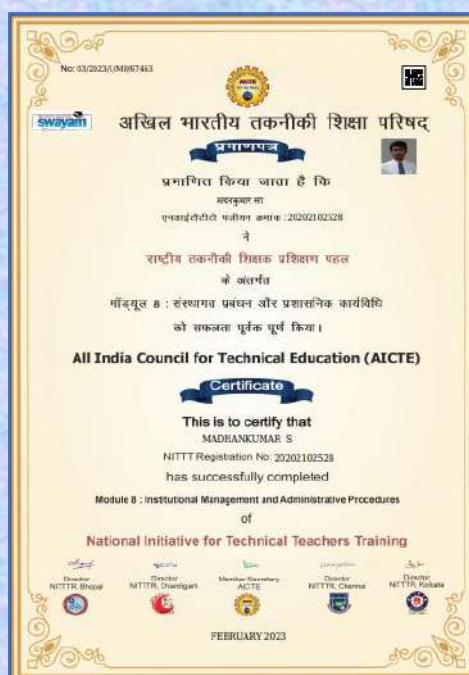 No: 03/2023/I/M8/67463
AICTE
swayam
अखिल भारतीय तकनीकी शिक्षा परिषद्
प्रमाणपत्र
प्रमाणित किया जाता है कि
एनआईटीटीटी पंजीयन क्रमांक : 20202102528
ने
राष्ट्रीय तकनीकी शिक्षक प्रशिक्षण पहल
के अंतर्गत
मॉड्यूल 8 : संस्थागत प्रबंधन और प्रशासनिक कार्यविधि
को सफलता पूर्वक पूर्ण किया।
All India Council for Technical Education (AICTE)
Certificate
This is to certify that
MADHANKUMAR S
NITTT Registration No: 20202102528
has successfully completed
Module 8 : Institutional Management and Administrative Procedures
of
National Initiative for Technical Teachers Training
Director Director Member Secretary Director Director
NITTTR, Bhopal NITTTR, Chandigarh AICTE NITTTR, Chennai NITTTR, Kolkata
FEBRUARY 2023